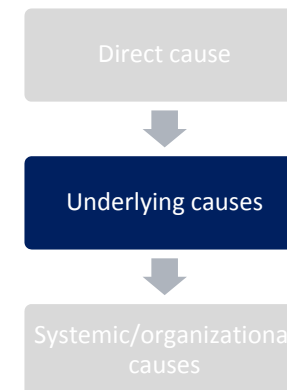 Direct cause
Underlying causes
Systemic/organizationa
causes